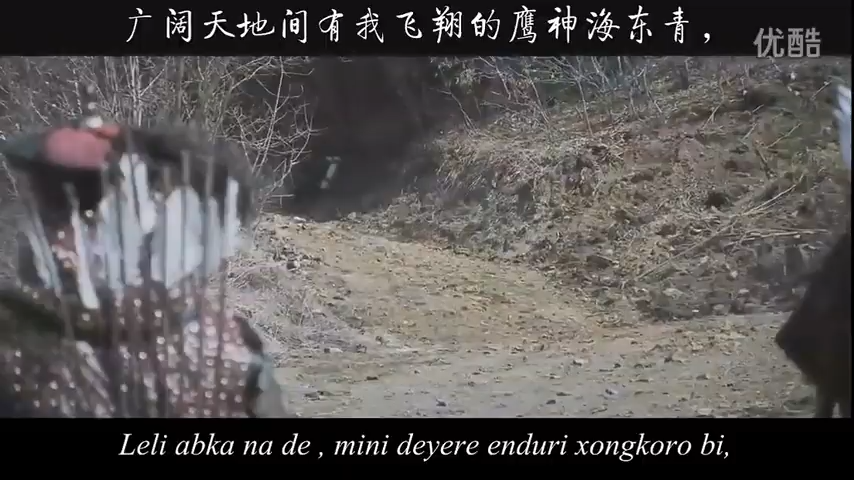 广阔天地间有我飞翔的鹰神海东青，
优酷
Leli abka na de , mini deyere enduri xongkoro bi,